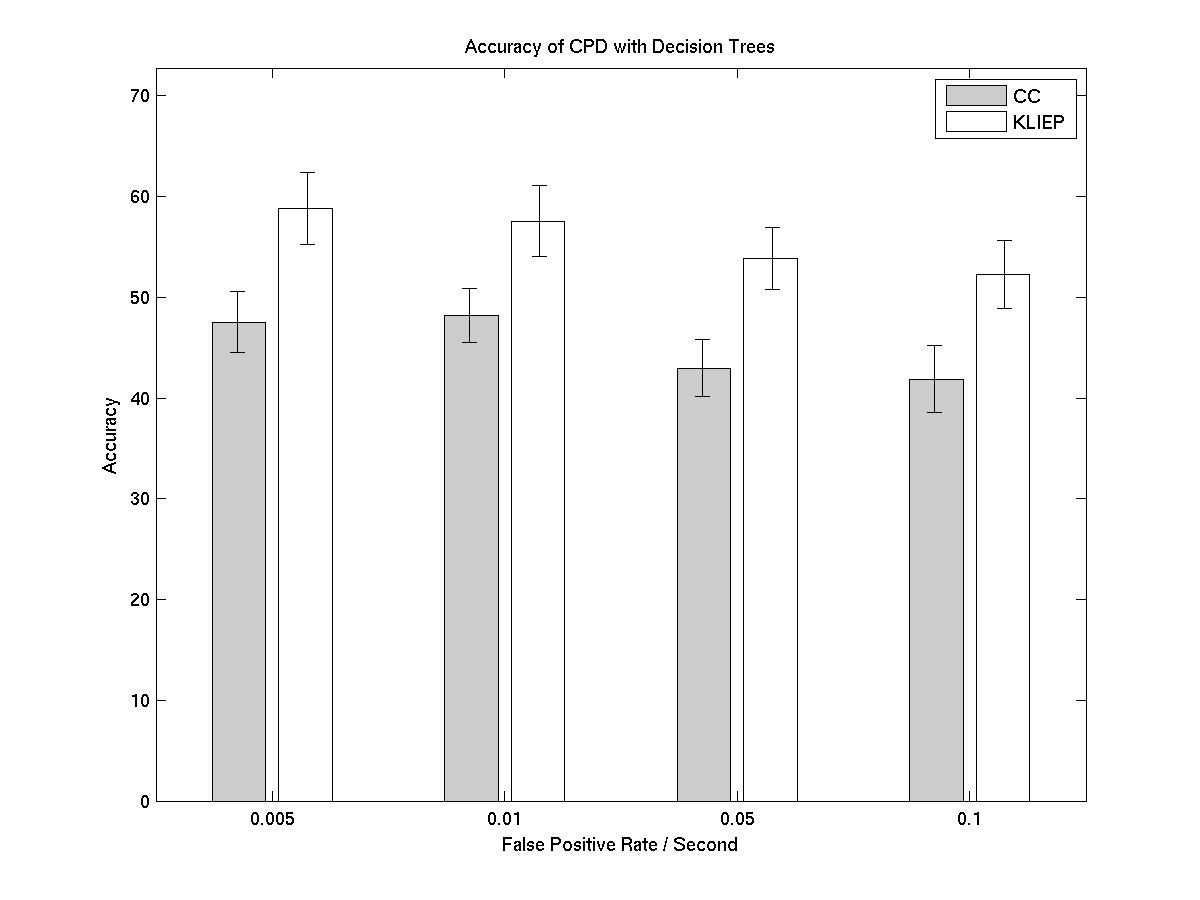 Accuracy of CPD with Decision Trees
CC
KLIEP
70
60
50
40
30
20
10
0
Accuracy
0.005
0.01
0.05
0.1
False Positive Rate / Second